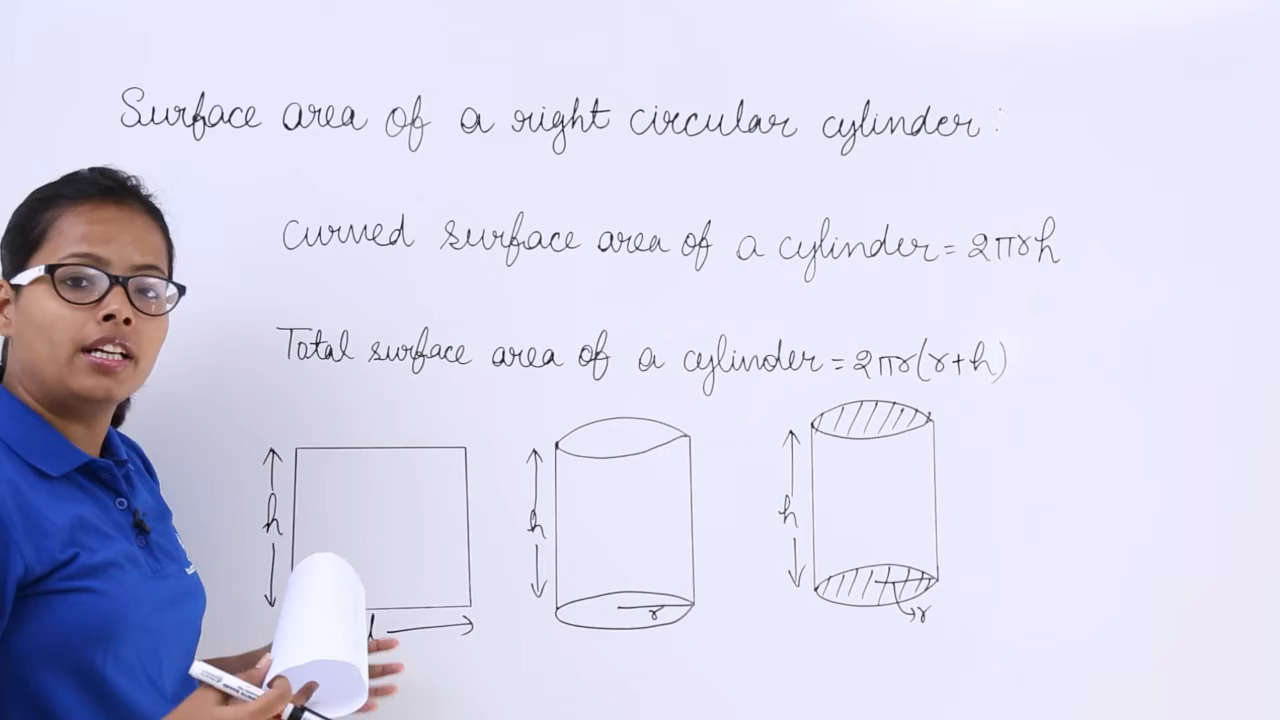 Surface area of a right circular cylinder:
curved surface area of a cylinder = 2πrh
Total surface area of a cylinder = 2πr(r+h)
h
l
h
r
h
r